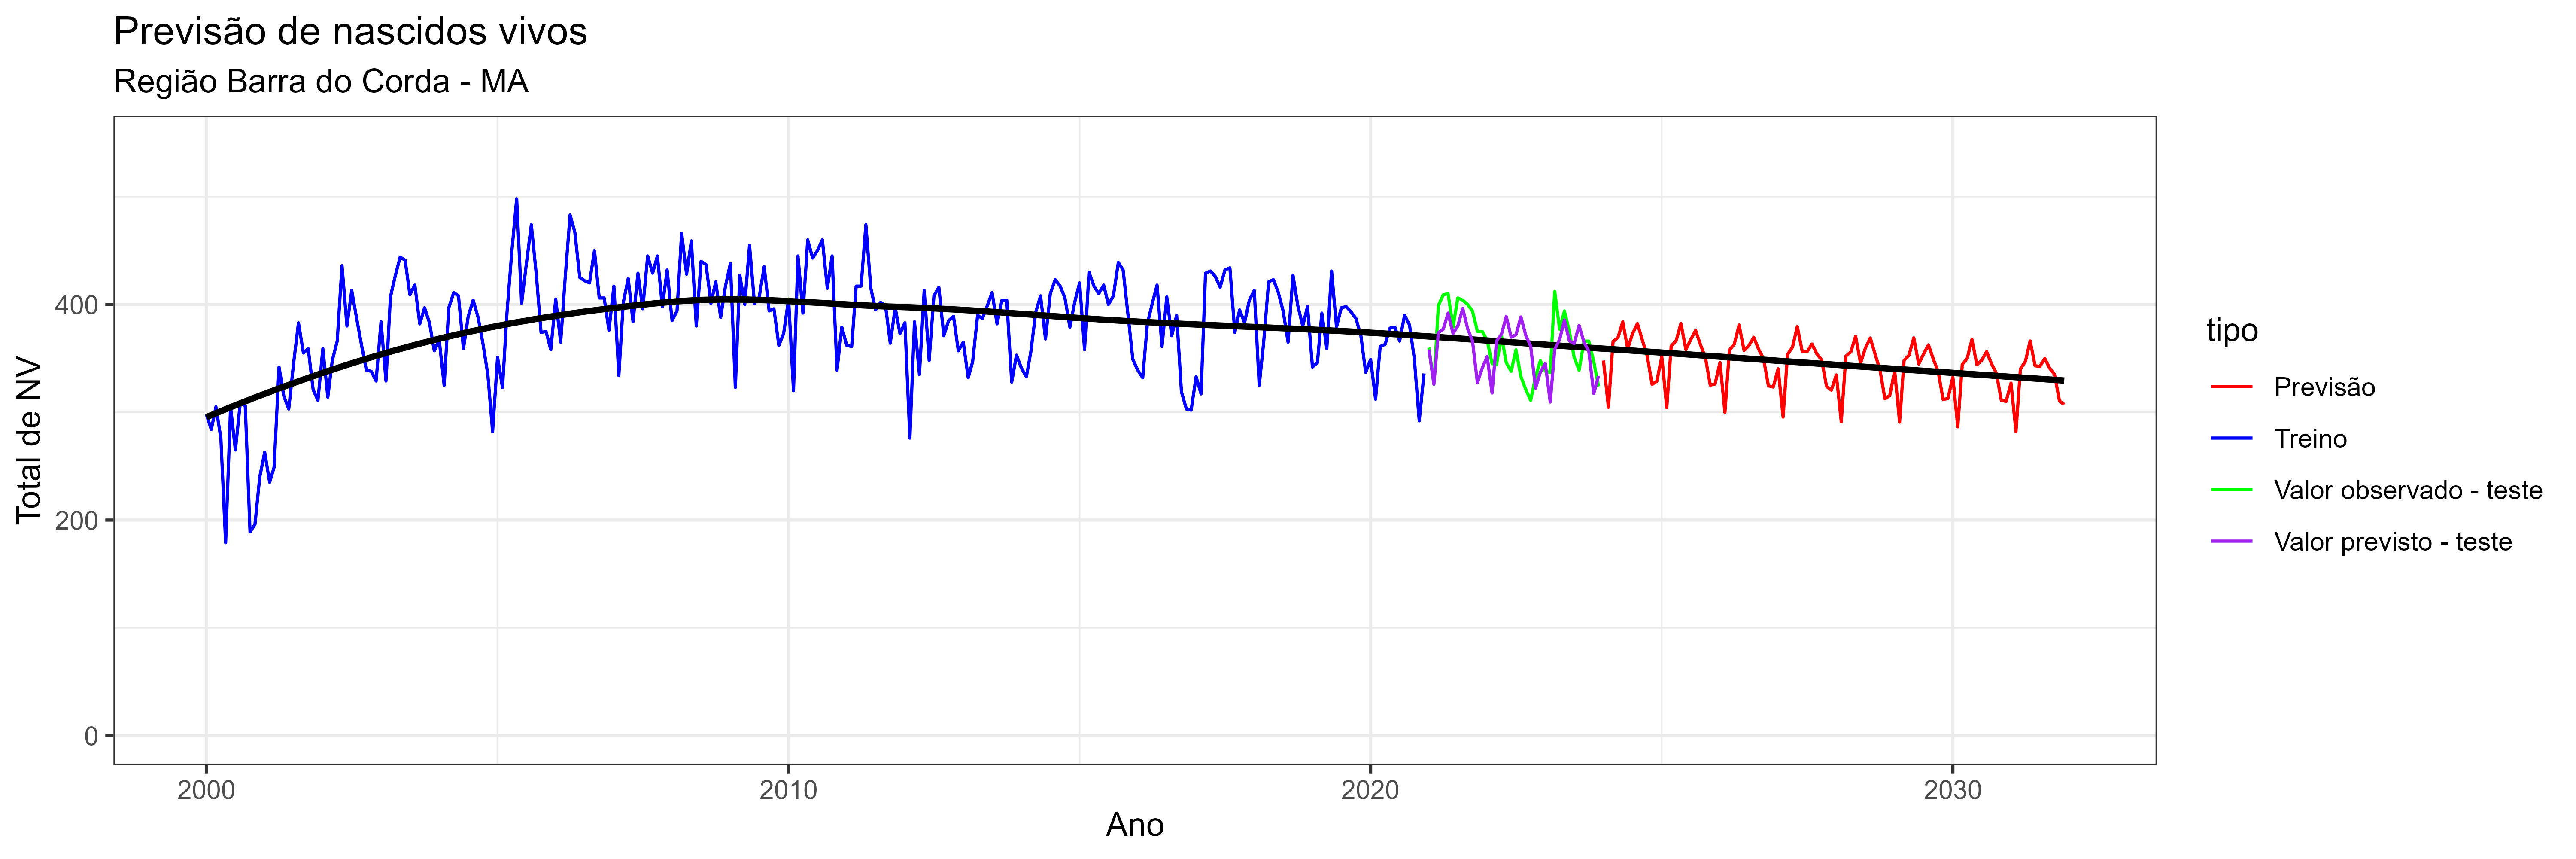 Previsão de nascidos vivos
Região Barra do Corda - MA
Total de NV
400
200
0
2000
2010
2020
2030
Ano
tipo
Previsão
Treino
Valor observado - teste
Valor previsto - teste